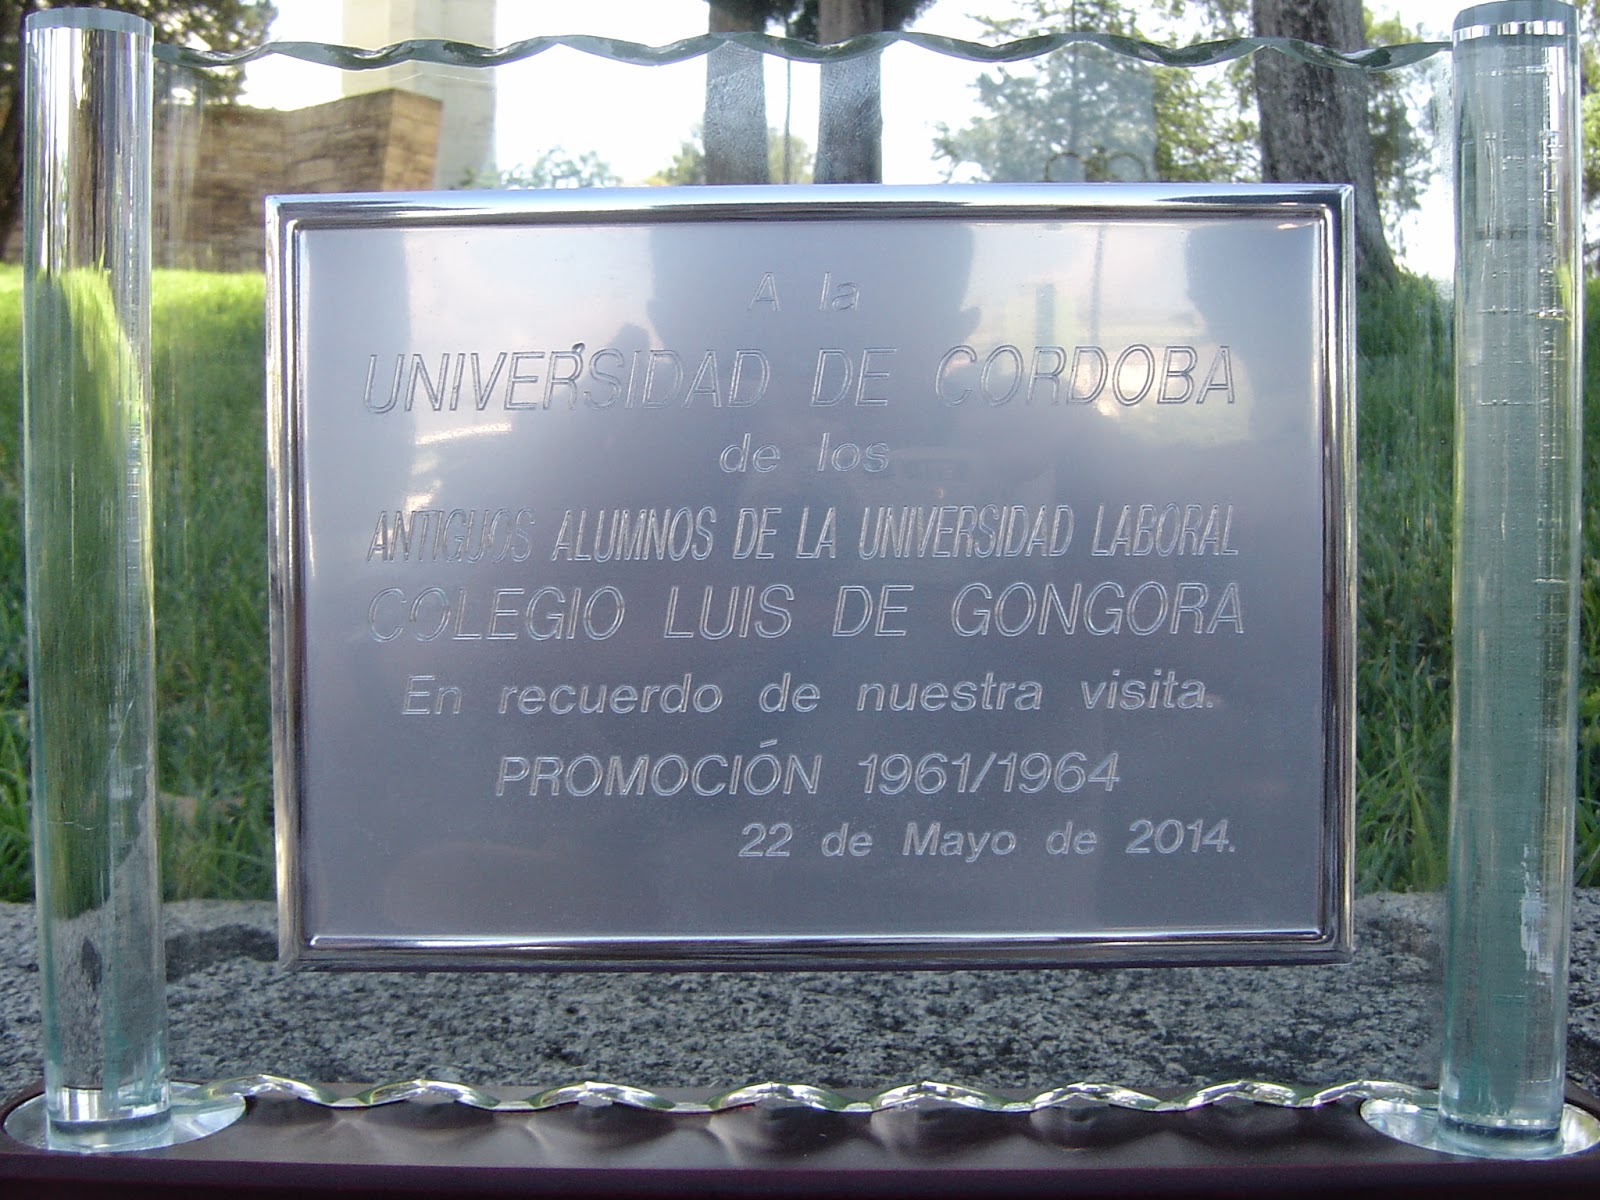 A la
UNIVERSIDAD DE CORDOBA
de los
ANTIGUOS ALUMNOS DE LA UNIVERSIDAD LABORAL
COLEGIO LUIS DE GONGORA
En recuerdo de nuestra visita.
PROMOCIÓN 1961/1964
22 de Mayo de 2014.